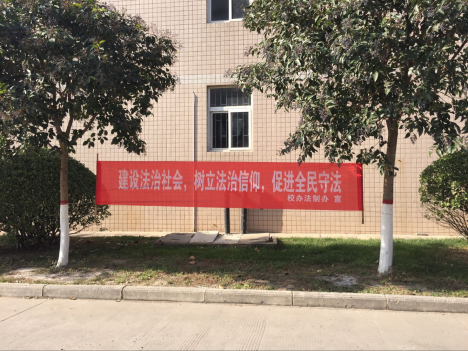 建设法治社会，树立法治信仰，促进全民守法
校办法制办 宣